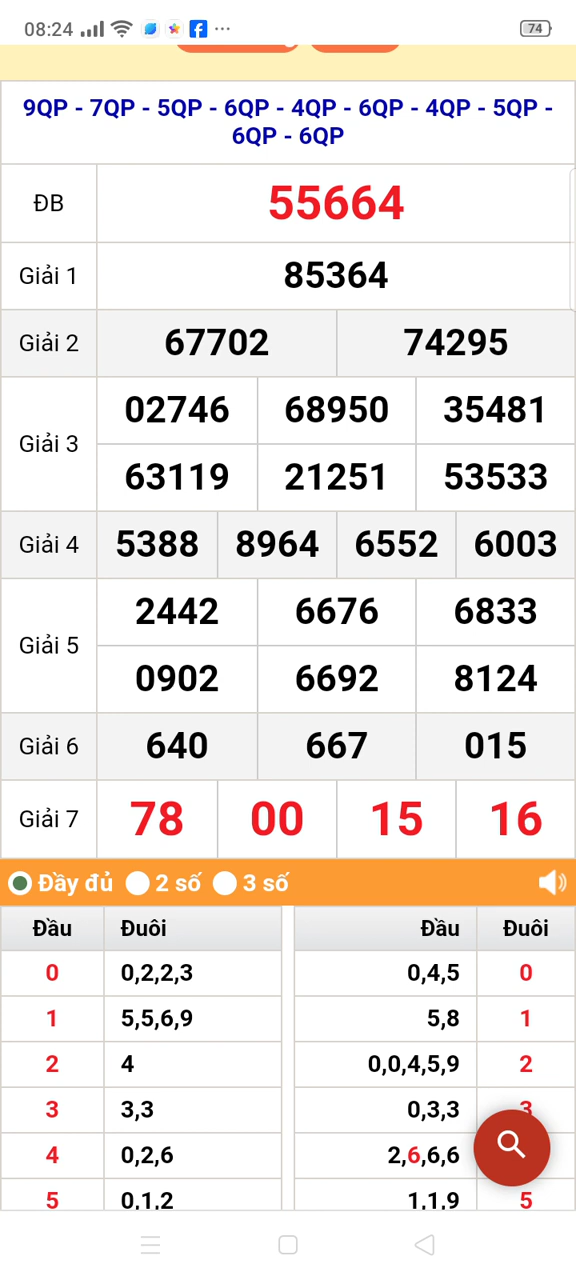 08:24
74
9QP - 7QP - 5QP - 6QP - 4QP - 6QP - 4QP - 5QP -
6QP - 6QP
ĐB 55664
Giải 1 85364
Giải 2 67702 74295
Giải 3 02746 68950 35481
63119 21251 53533
Giải 4 5388 8964 6552 6003
Giải 5 2442 6676 6833
0902 6692 8124
Giải 6 640 667 015
Giải 7 78 00 15 16
Đầy đủ 2 số 3 số
Đầu Đuôi Đầu Đuôi
0 0,2,2,3 0,4,5 0
1 5,5,6,9 5,8 1
2 4 0,0,4,5,9 2
3 3,3 0,3,3 3
4 0,2,6 2,6,6,6
5 0,1,2 1,1,9 5